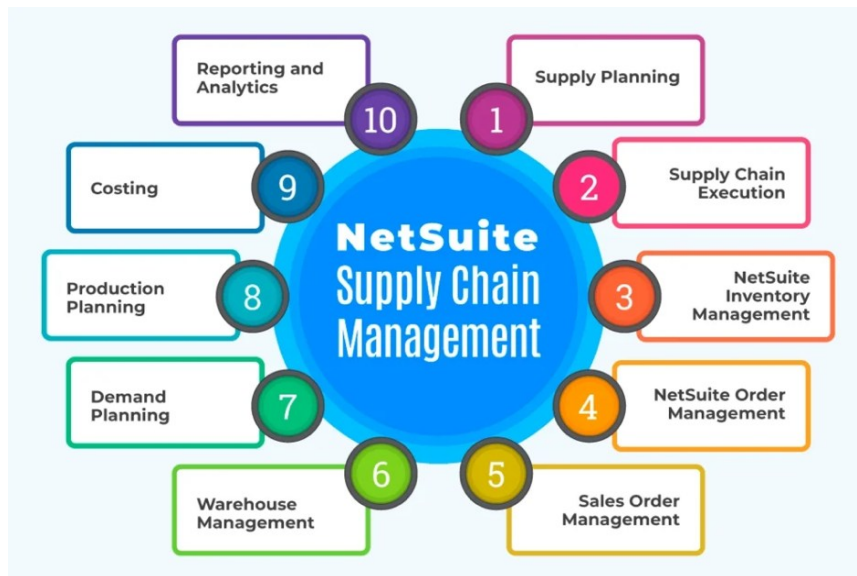 NetSuite
Supply Chain
Management
1
Supply Planning
2
Supply Chain
Execution
3
NetSuite
Inventory
Management
4
NetSuite Order
Management
5
Sales Order
Management
6
Warehouse
Management
7
Demand
Planning
8
Production
Planning
9
Costing
10
Reporting and
Analytics